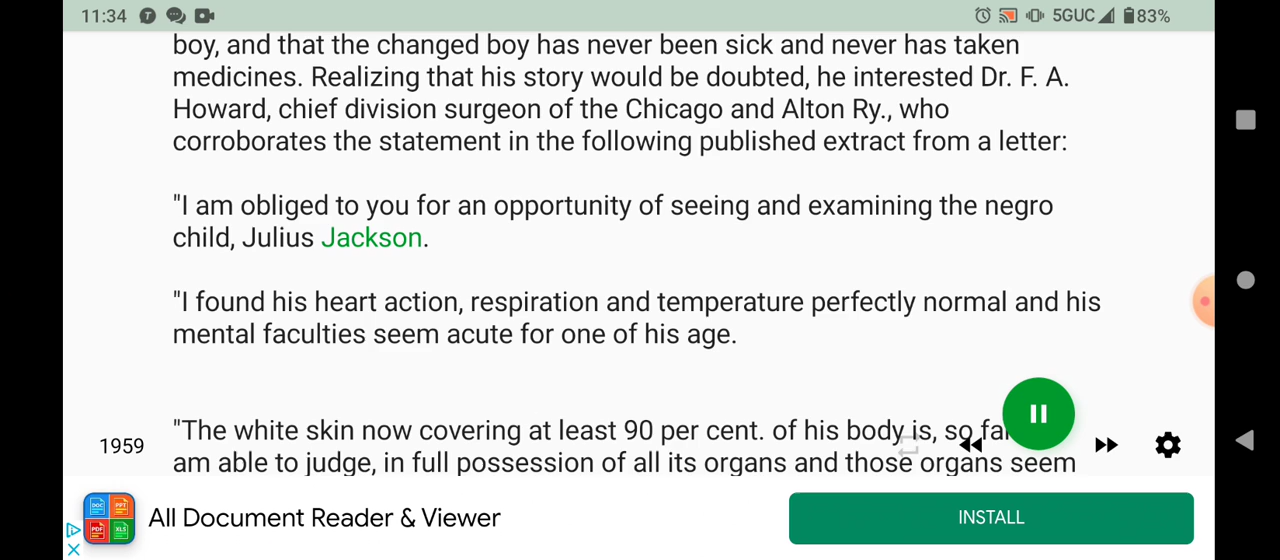 11:34 5GUC 83%
boy, and that the changed boy has never been sick and never has taken
medicines. Realizing that his story would be doubted, he interested Dr. F. A.
Howard, chief division surgeon of the Chicago and Alton Ry., who
corroborates the statement in the following published extract from a letter:
"I am obliged to you for an opportunity of seeing and examining the negro
child, Julius Jackson.
"I found his heart action, respiration and temperature perfectly normal and his
mental faculties seem acute for one of his age.
"The white skin now covering at least 90 per cent. of his body is, so
1959
am able to judge, in full possession of all its organs and those organs seem
DOC PPT
PDF XLS
All Document Reader & Viewer
INSTALL